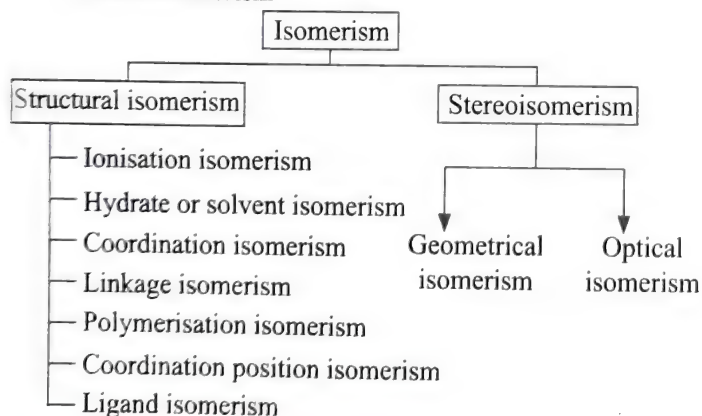 Isomerism
Structural isomerism
Stereoisomerism
Ionisation isomerism
Hydrate or solvent isomerism
Coordination isomerism
Linkage isomerism
Polymerisation isomerism
Coordination position isomerism
Ligand isomerism
Geometrical
isomerism
Optical
isomerism